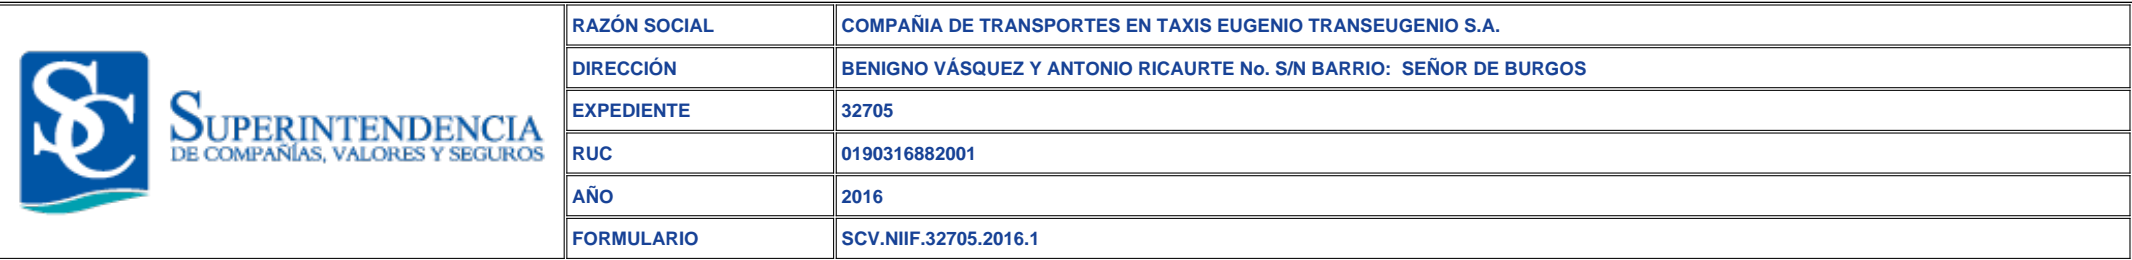 SC
SUPERINTENDENCIA
DE COMPAÑÍAS, VALORES Y SEGUROS
RAZÓN SOCIAL COMPAÑIA DE TRANSPORTES EN TAXIS EUGENIO TRANSEUGENIO S.A.
DIRECCIÓN BENIGNO VÁSQUEZ Y ANTONIO RICAURTE No. S/N BARRIO: SEÑOR DE BURGOS
EXPEDIENTE 32705
RUC 0190316882001
AÑO 2016
FORMULARIO SCV.NIIF.32705.2016.1